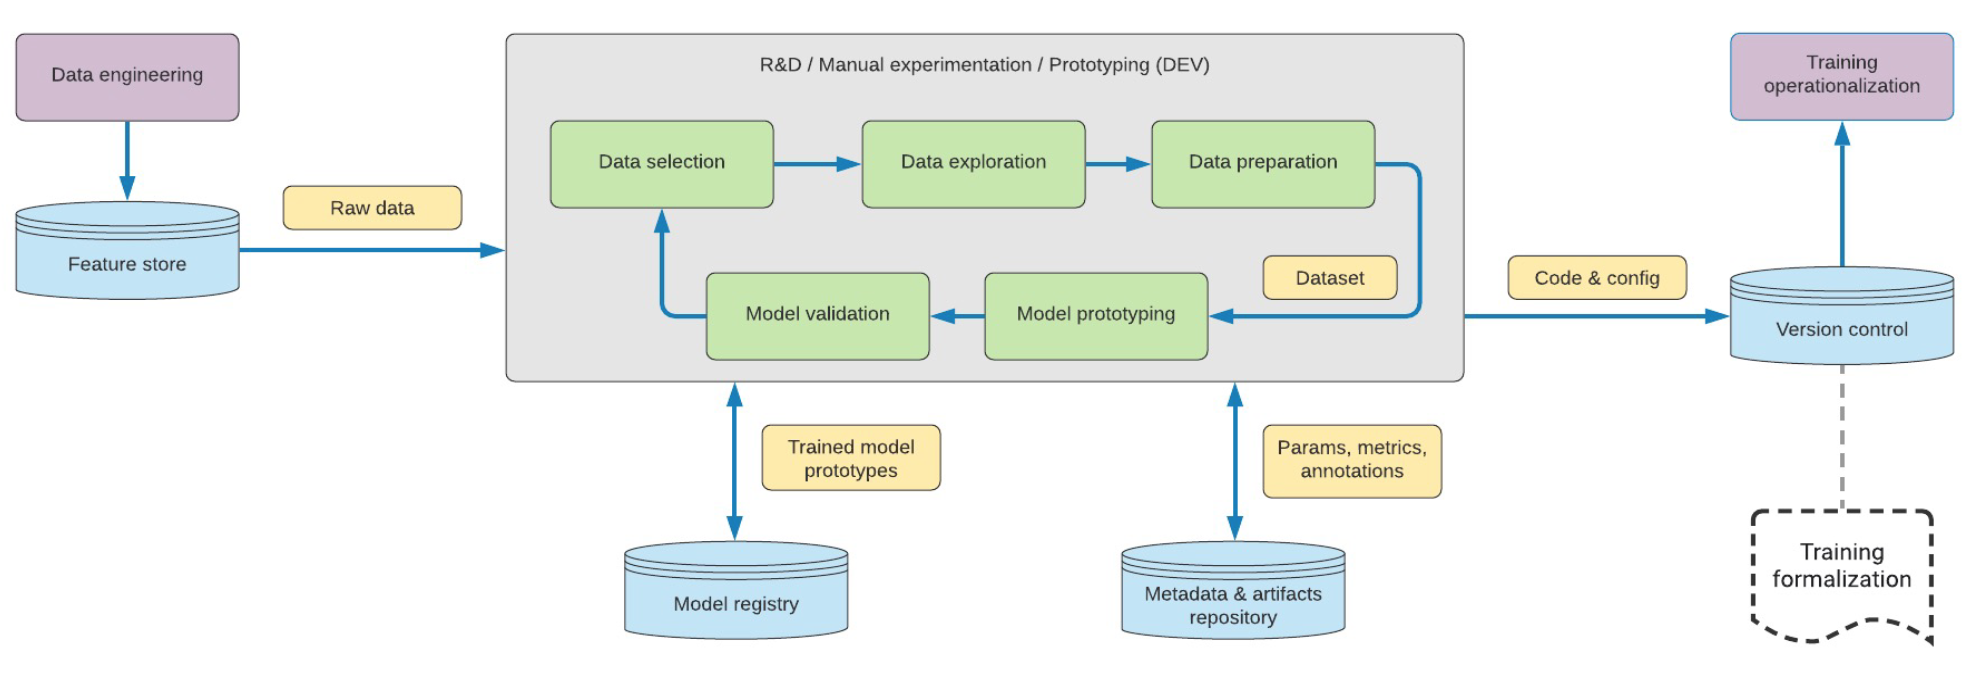 Data engineering
R&D / Manual experimentation / Prototyping (DEV)
Training
operationalization
Data selection
Data exploration
Data preparation
Raw data
Feature store
Dataset
Code & config
Model validation
Model prototyping
Version control
Trained model
prototypes
Params, metrics,
annotations
Training
formalization
Model registry
Metadata & artifacts
repository